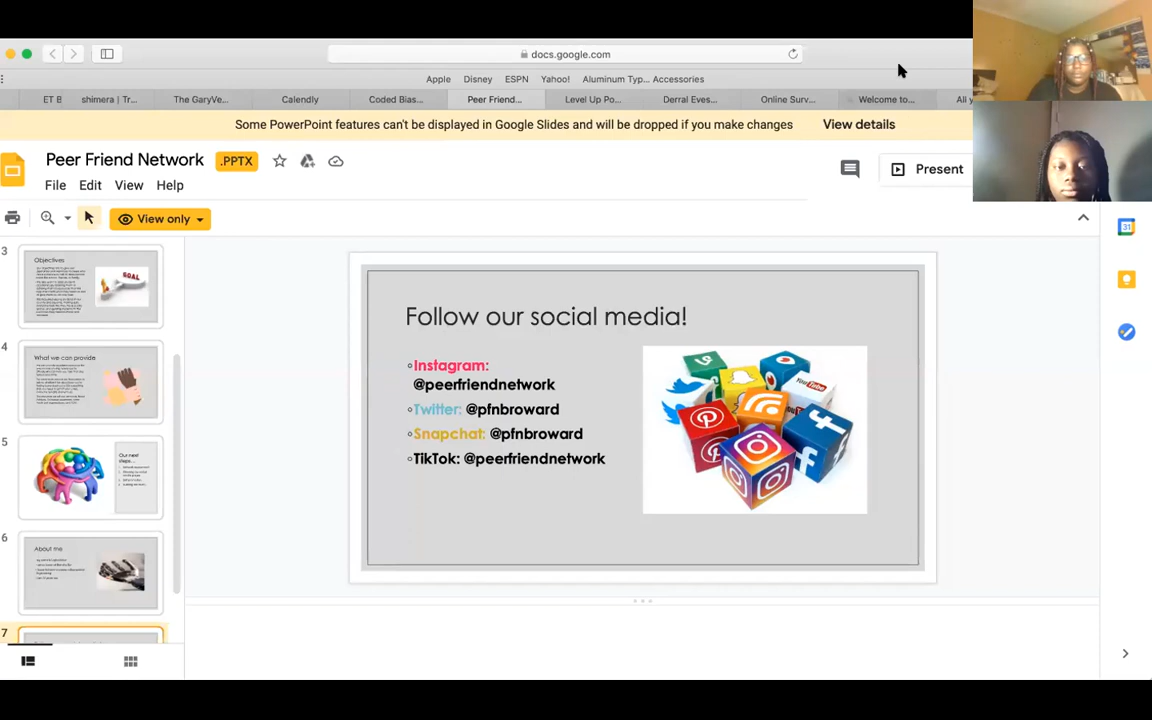 docs.google.com
Apple Disney ESPN Yahoo! Aluminum Typ... Accessories
ET B shimera | Tr... The GaryVe... Calendly Coded Bias... Peer Friend... Level Up Po... Derral Eves... Online Surv... Welcome to... All y
Some PowerPoint features can't be displayed in Google Slides and will be dropped if you make changes View details
Peer Friend Network .PPTX
Present
File Edit View Help
View only
31
3
Objectives
GOAL
4
What we can provide
5
Our next steps...
6
About me
7
Follow our social media!
◦Instagram:
@peerfriendnetwork
◦Twitter: @pfnbroward
◦Snapchat: @pfnbroward
◦TikTok: @peerfriendnetwork
You Tube